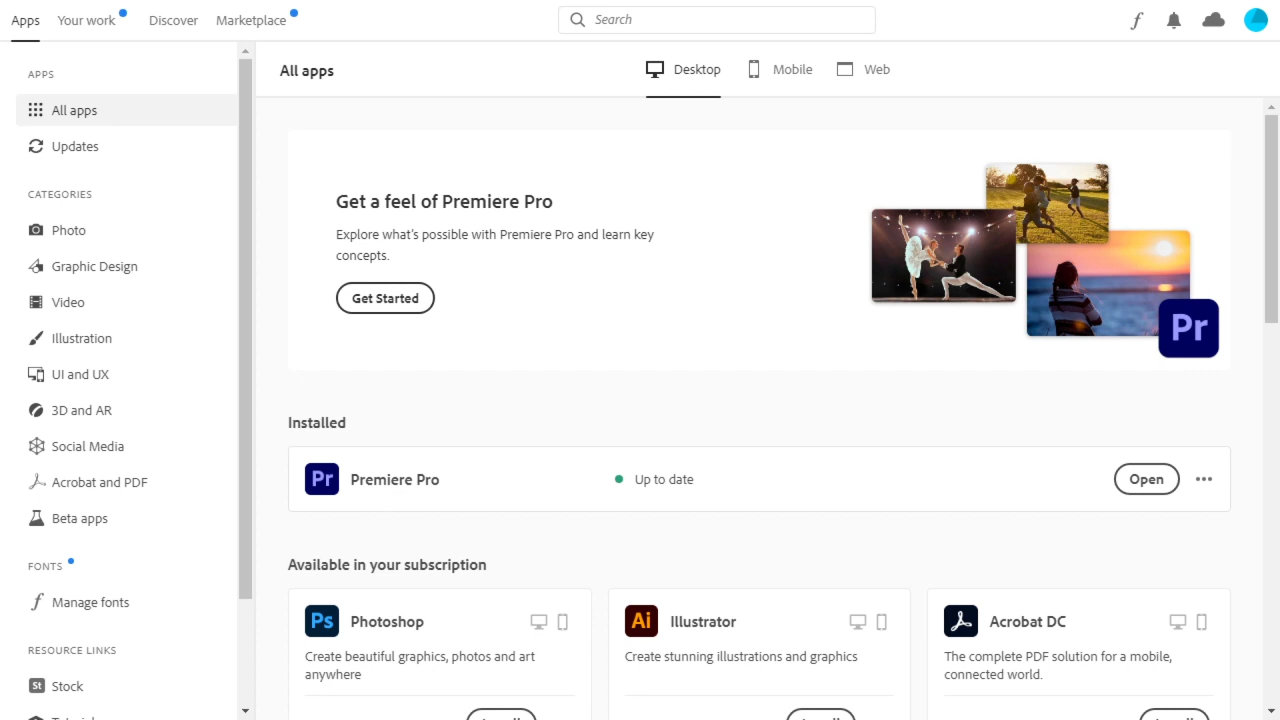 Apps
Your work
Discover
Marketplace
Search
APPS
All apps
Updates
CATEGORIES
Photo
Graphic Design
Video
Illustration
UI and UX
3D and AR
Social Media
Acrobat and PDF
Beta apps
FONTS
Manage fonts
RESOURCE LINKS
St Stock
All apps
Desktop
Mobile
Web
Get a feel of Premiere Pro
Explore what's possible with Premiere Pro and learn key
concepts.
Get Started
Pr
Installed
Pr Premiere Pro
Up to date
Open
Available in your subscription
Ps Photoshop
Create beautiful graphics, photos and art
anywhere
Ai Illustrator
Create stunning illustrations and graphics
Acrobat DC
The complete PDF solution for a mobile,
connected world.